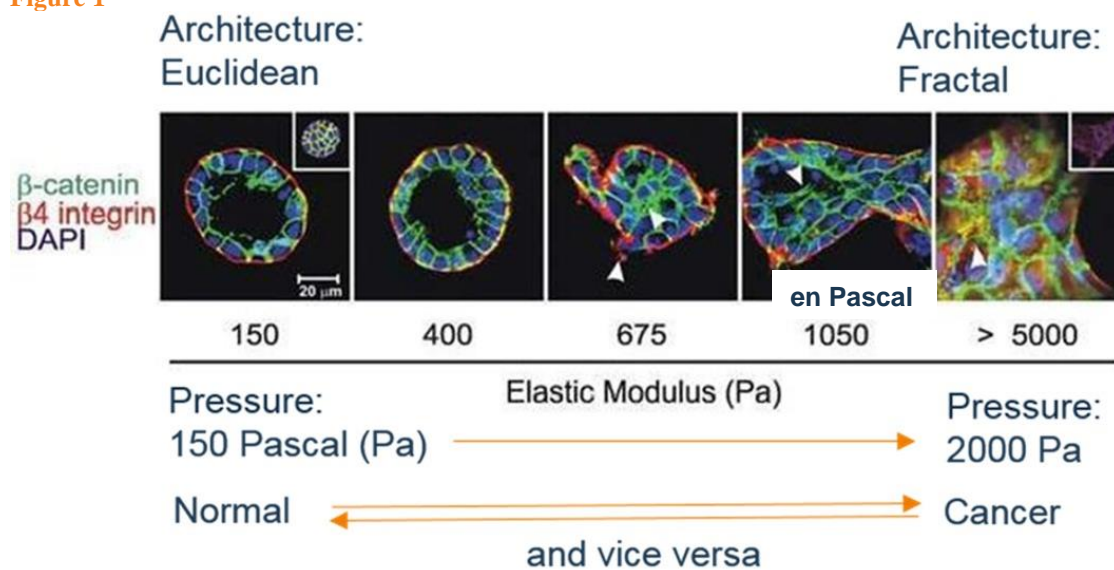 Figure 1
Architecture:
Euclidean
Architecture:
Fractal
β-catenin
β4 integrin
DAPI
20 μm
en Pascal
150 400 675 1050 > 5000
Elastic Modulus (Pa)
Pressure:
150 Pascal (Pa)
Pressure:
2000 Pa
Normal
Cancer
and vice versa